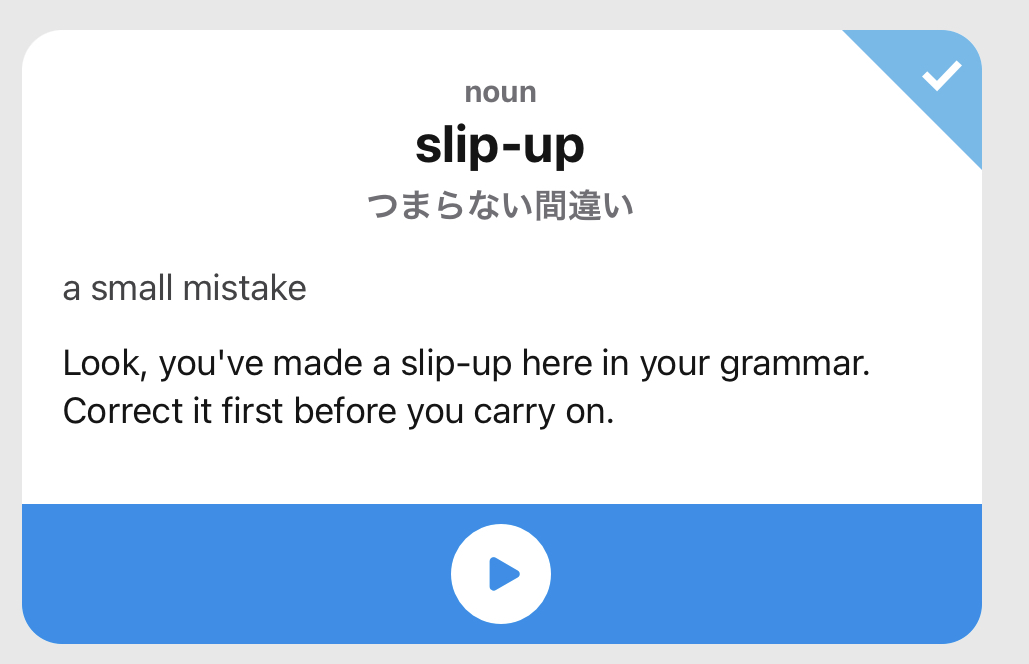 noun
slip-up
つまらない間違い
a small mistake
Look, you've made a slip-up here in your grammar.
Correct it first before you carry on.